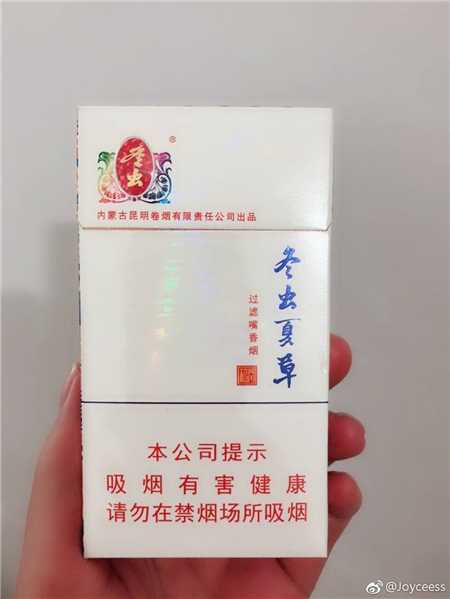 冬虫
®
内蒙古昆明卷烟有限责任公司出品
冬虫夏草
过滤嘴香烟
本公司提示
吸烟有害健康
请勿在禁烟场所吸烟
@Joyceess